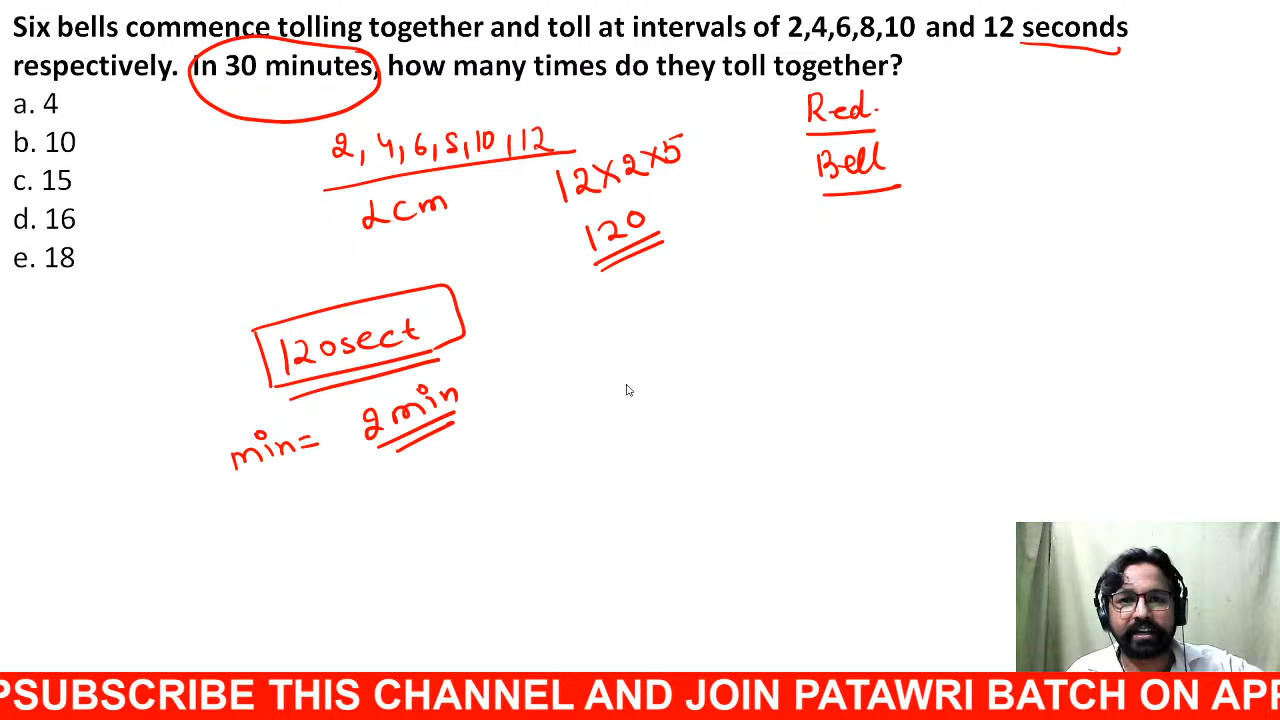 Six bells commence tolling together and toll at intervals of 2,4,6,8,10 and 12 seconds
respectively. In 30 minutes, how many times do they toll together?
a. 4
b. 10
c. 15
d. 16
e. 18
Red.
Bell
2, 4, 6, 8, 10, 12
LCM
12×2×5
120
120sect
min= 2min
PSUBSCRIBE THIS CHANNEL AND JOIN PATAWRI BATCH ON APP